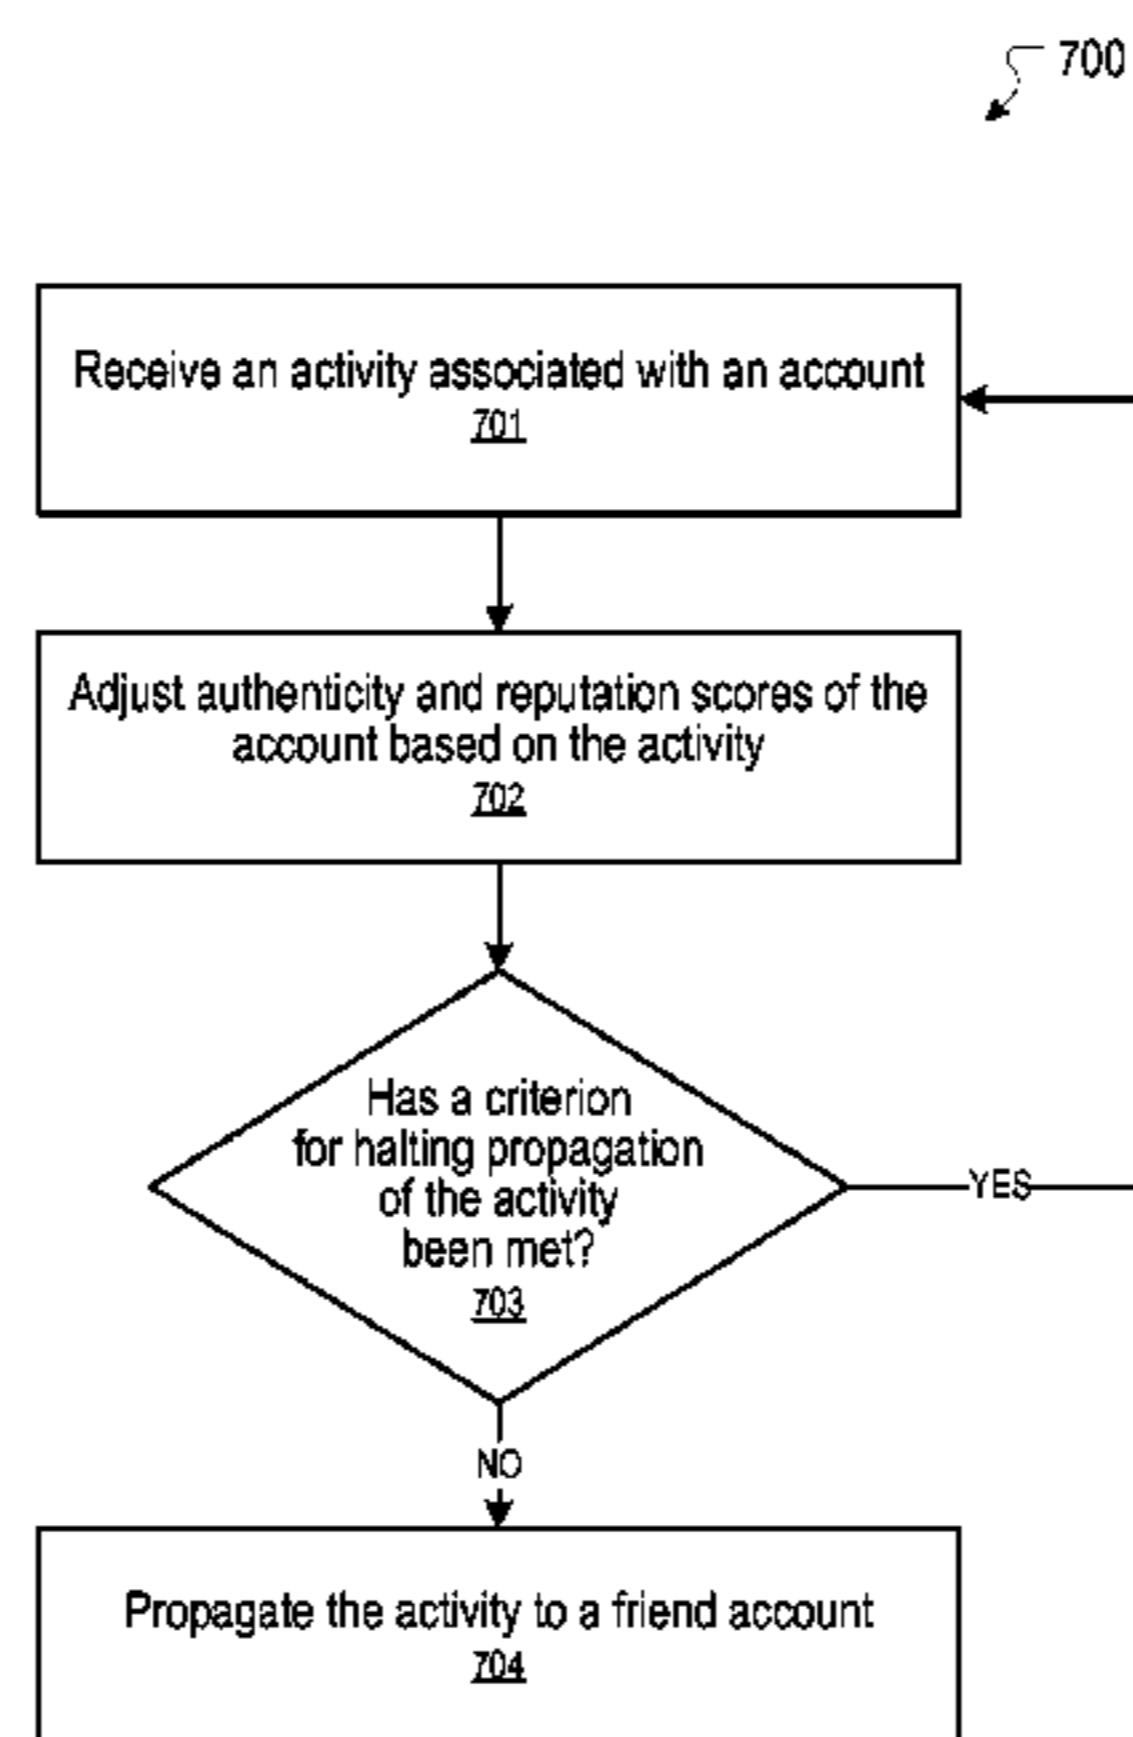 700
Receive an activity associated with an account
701
Adjust authenticity and reputation scores of the
account based on the activity
702
Has a criterion
for halting propagation
of the activity
been met?
703
YES
NO
Propagate the activity to a friend account
704